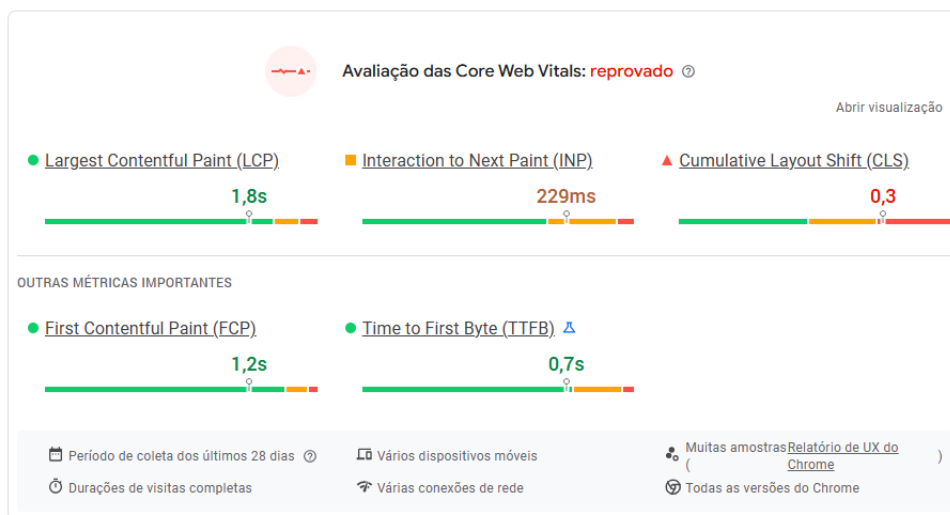 Avaliação das Core Web Vitals: reprovado
Abrir visualização
Largest Contentful Paint (LCP)
1,8s
Interaction to Next Paint (INP)
229ms
Cumulative Layout Shift (CLS)
0,3
OUTRAS MÉTRICAS IMPORTANTES
First Contentful Paint (FCP)
1,2s
Time to First Byte (TTFB)
0,7s
Período de coleta dos últimos 28 dias
Vários dispositivos móveis
Muitas amostras Relatório de UX do
( Chrome )
Durações de visitas completas
Várias conexões de rede
Todas as versões do Chrome